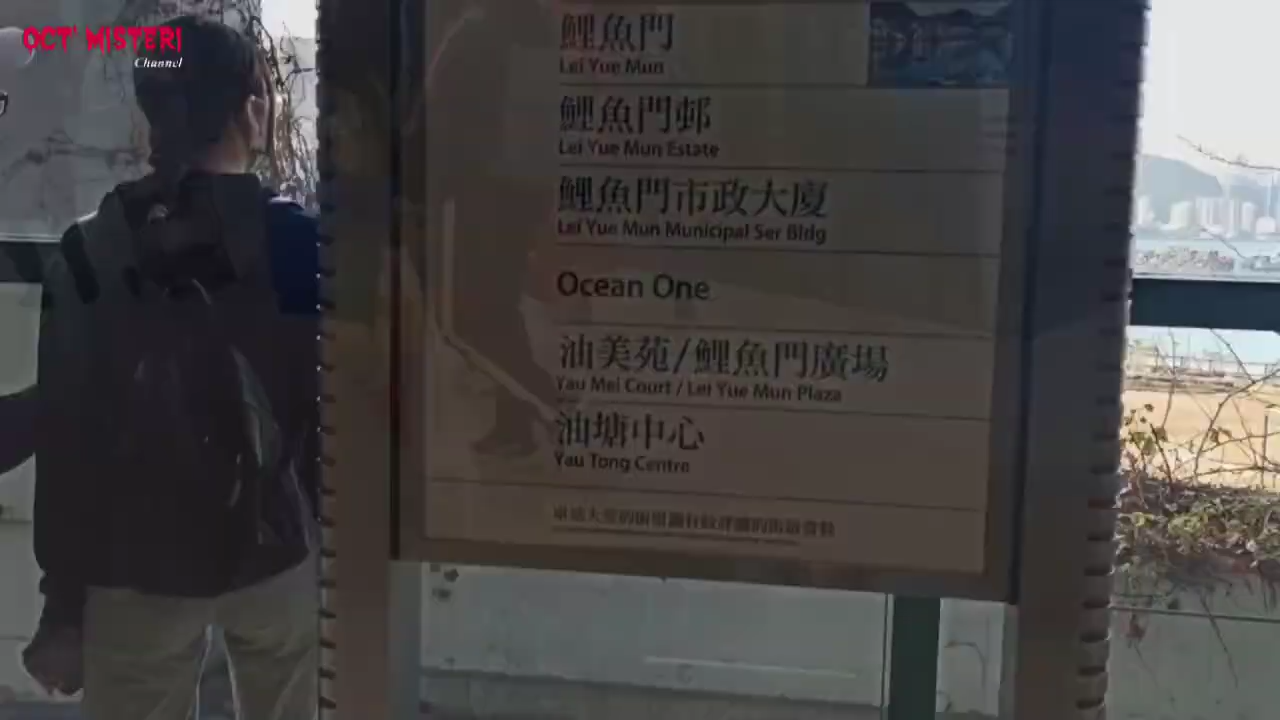 OCT' MISTERI
Channel
鯉魚門
Lei Yue Mun
鯉魚門邨
Lei Yue Mun Estate
鯉魚門市政大廈
Lei Yue Mun Municipal Ser Bldg
Ocean One
油美苑/鯉魚門廣場
Yau Mei Court / Lei Yue Mun Plaza
油塘中心
Yau Tong Centre